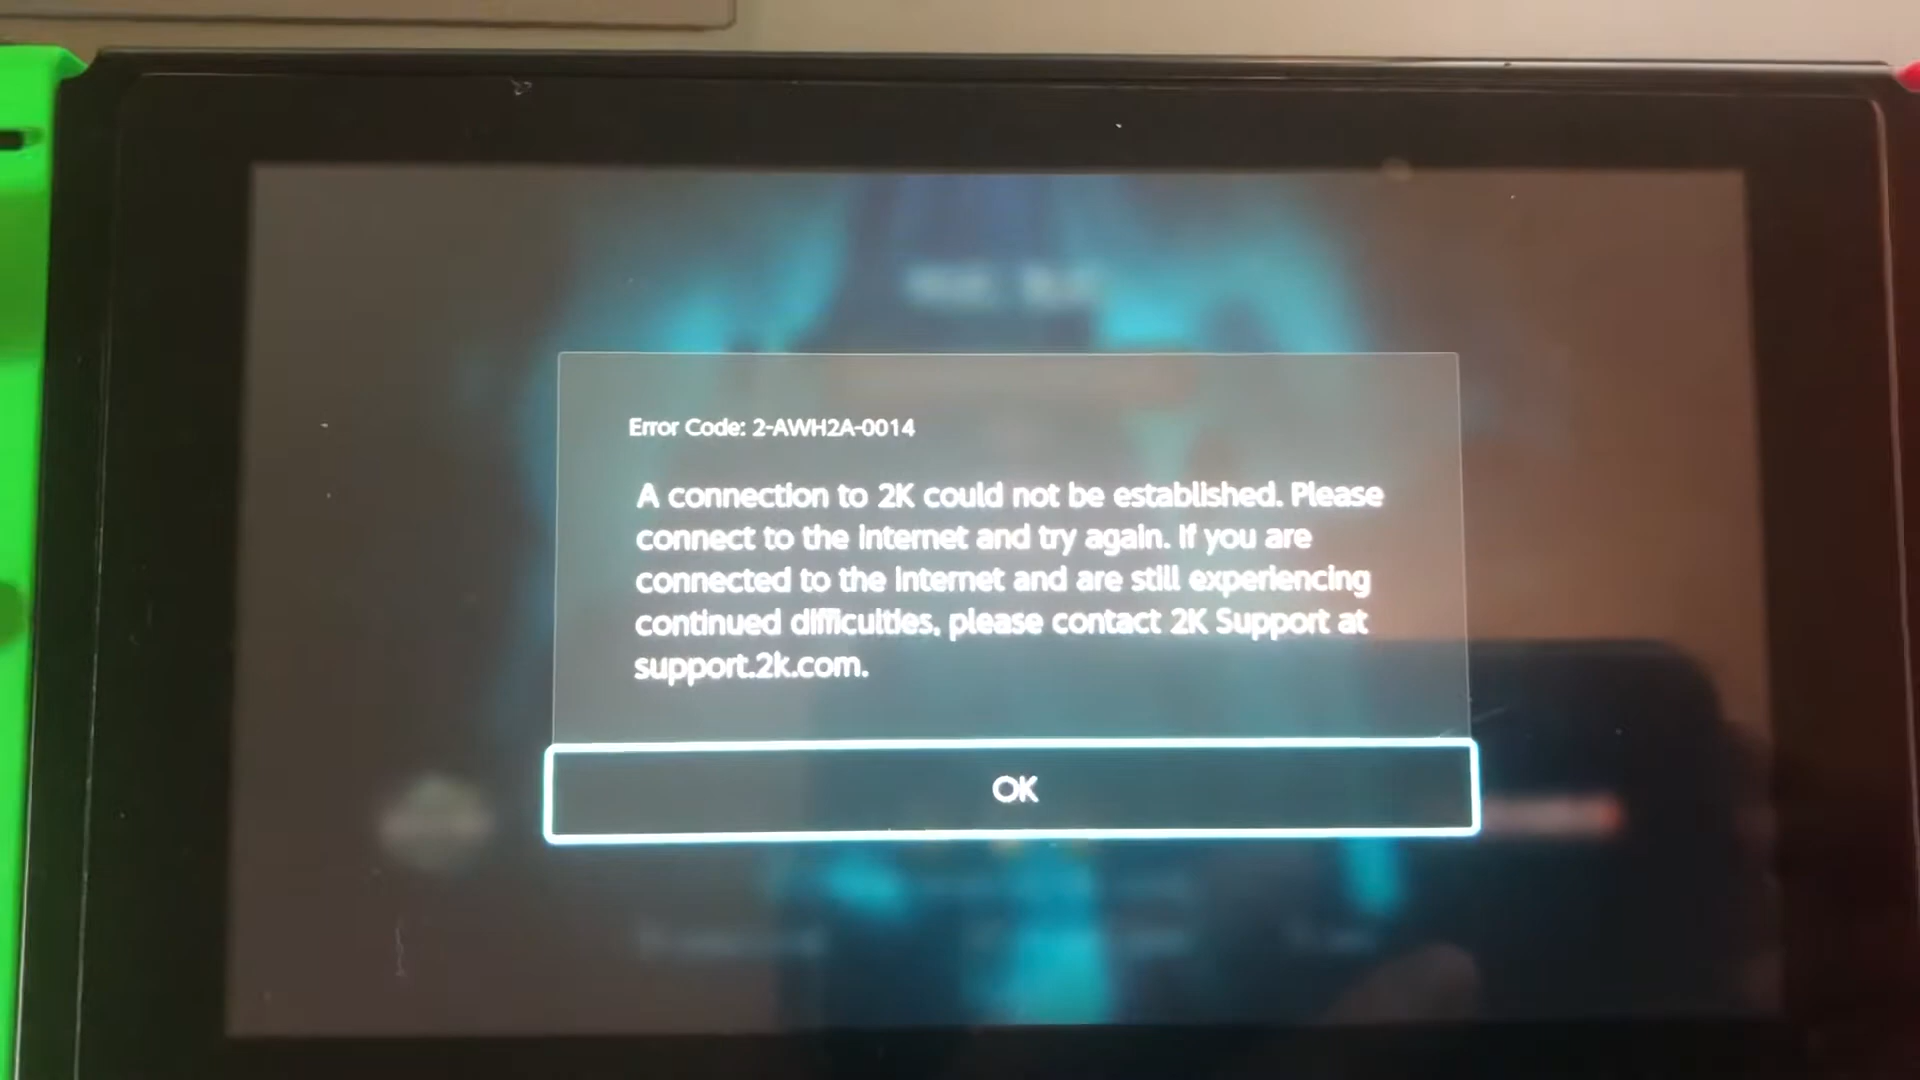 Error Code: 2-AWH2A-0014
A connection to 2K could not be established. Please
connect to the internet and try again. If you are
connected to the internet and are still experiencing
continued difficulties, please contact 2K Support at
support.2k.com.
OK